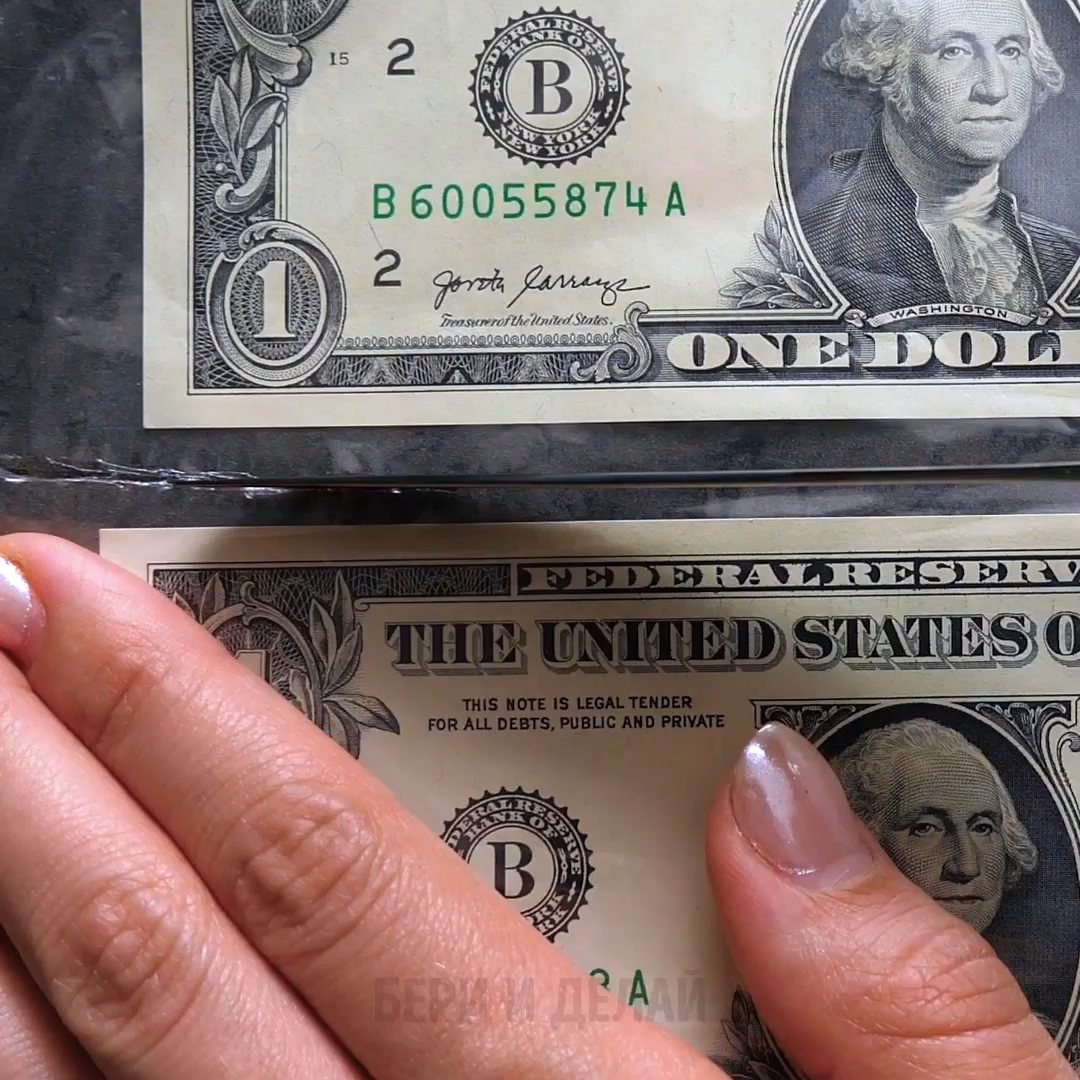 I5
2
FEDERAL RESERVE
BANK OF
B
NEW YORK
NEW YORK
B 60055874 A
2
Treasurer of the United States.
1
WASHINGTON
ONE DOLL
FEDERAL RESERV
THE UNITED STATES O
THIS NOTE IS LEGAL TENDER
FOR ALL DEBTS, PUBLIC AND PRIVATE
FEDERAL RESERVE
BANK OF
B
A
БЕРИ И ДЕЛАЙ